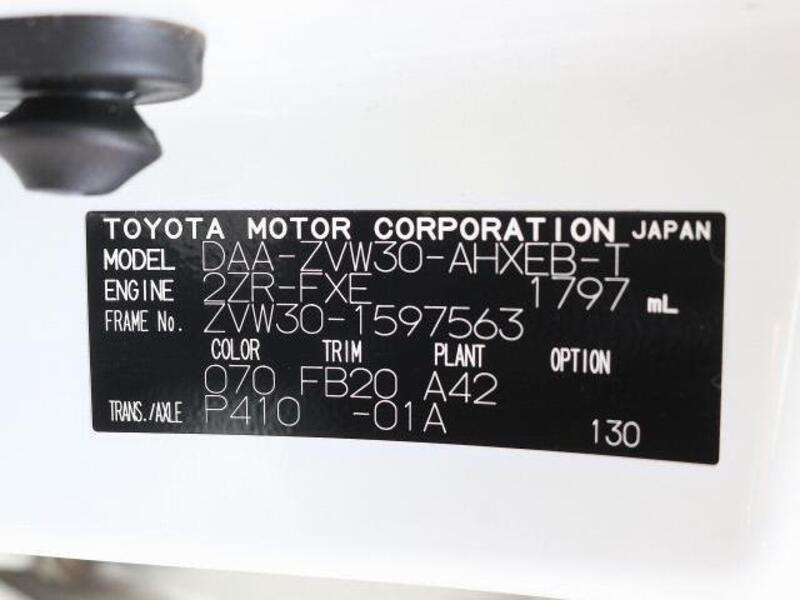 TOYOTA MOTOR CORPORATION JAPAN
MODEL DAA-ZVW30-AHXEB-T
ENGINE 2ZR-FXE 1797 mL
FRAME No. ZVW30-1597563
COLOR TRIM PLANT OPTION
070 FB20 A42
TRANS./AXLE P410 -01A 130